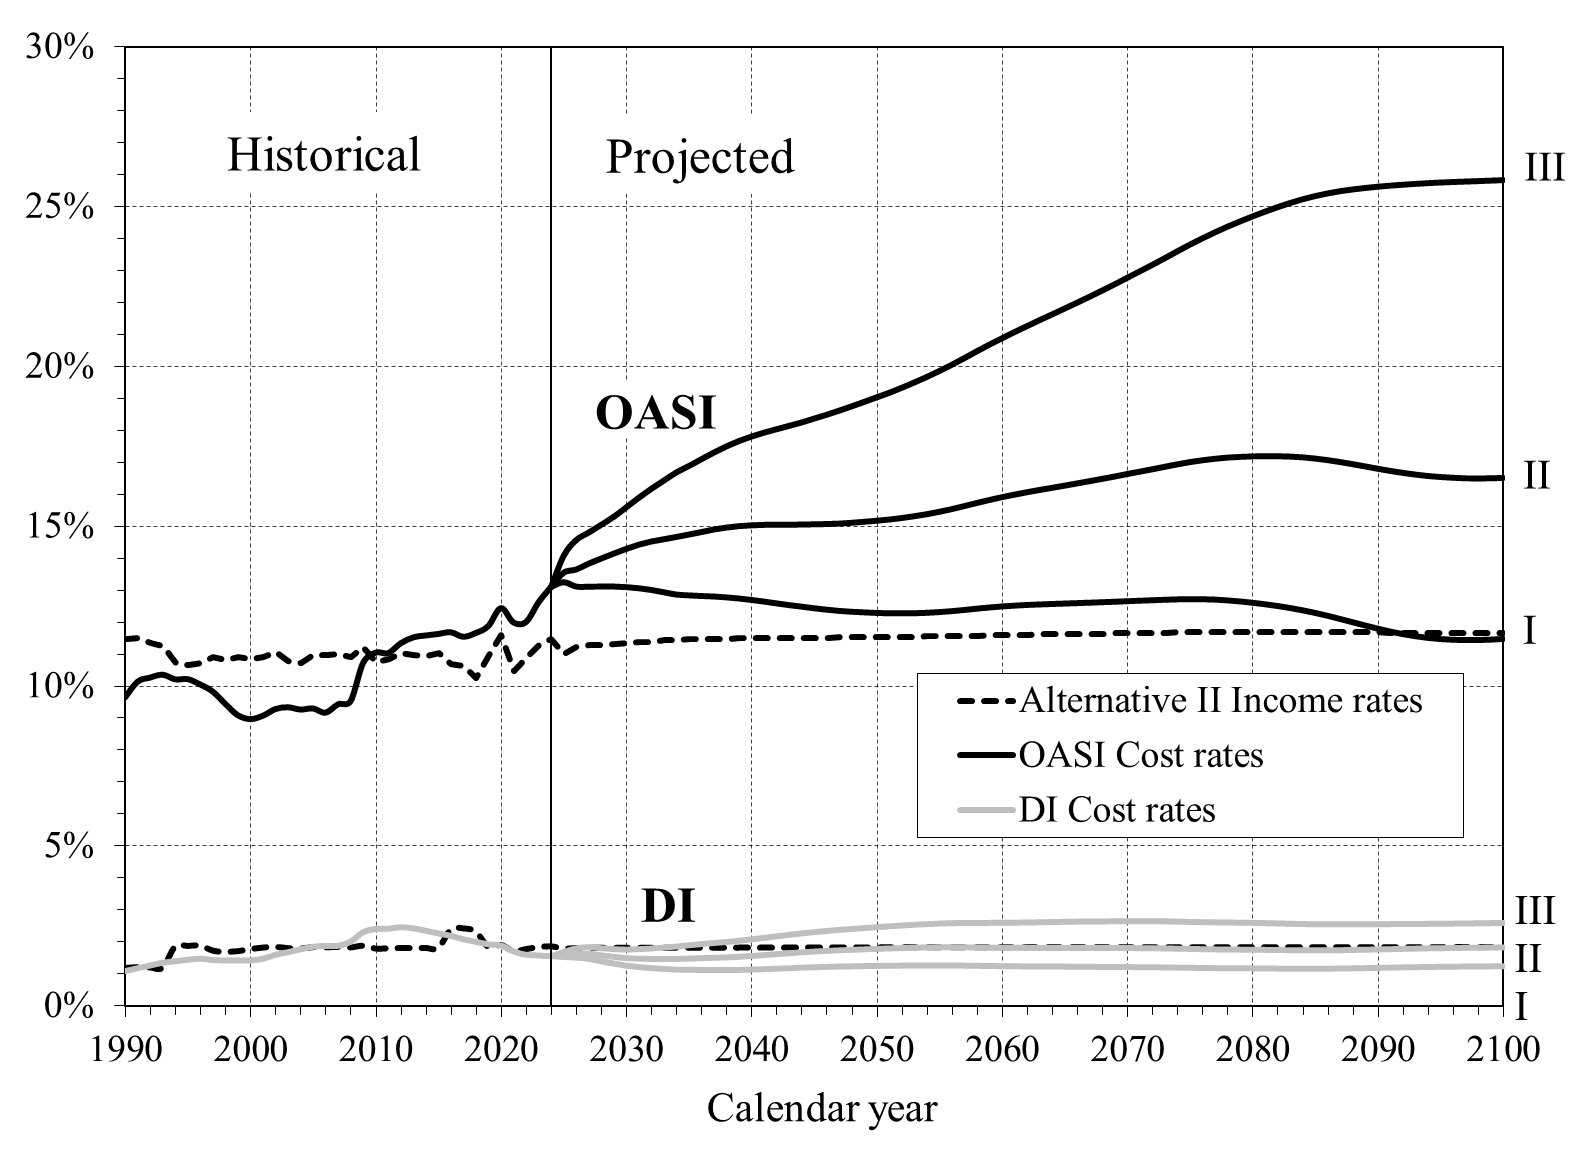 30%
Historical
Projected
III
25%
20%
OASI
II
15%
I
10%
Alternative II Income rates
OASI Cost rates
DI Cost rates
5%
DI
III
II
0%
I
1990 2000 2010 2020 2030 2040 2050 2060 2070 2080 2090 2100
Calendar year